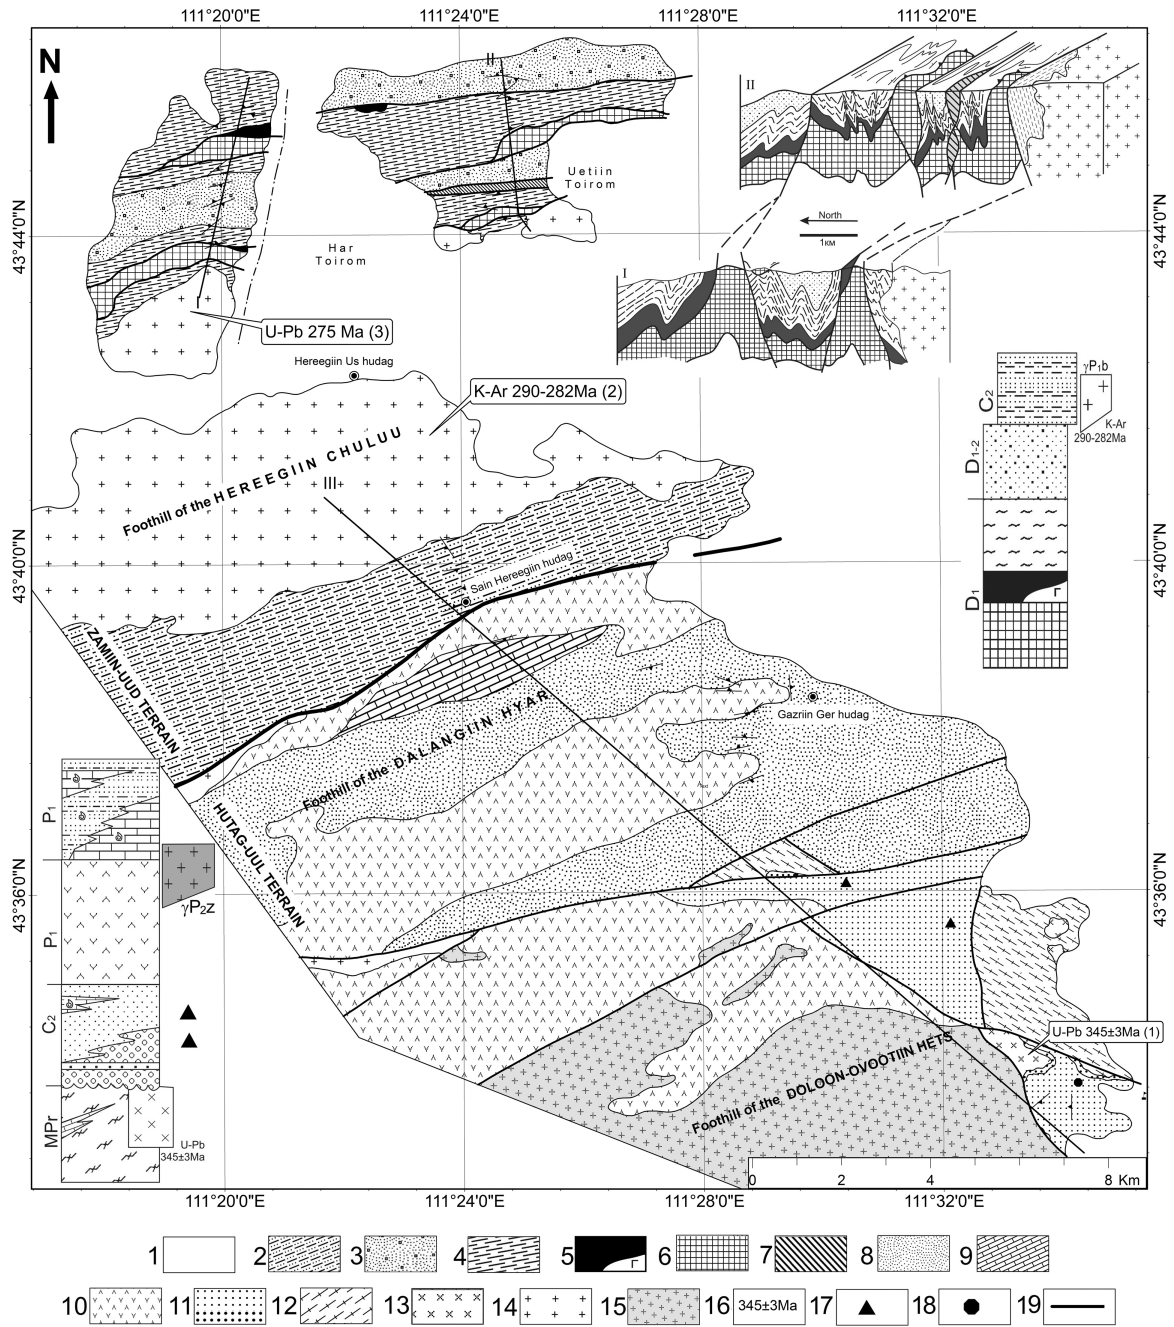 111°20'0"E 111°24'0"E 111°28'0"E 111°32'0"E
N
II
II
Uetiin
Toirom
43°44'0"N
43°44'0"N
North
1км
Har
Toirom
I
I
U-Pb 275 Ma (3)
Hereegiin Us hudag
K-Ar 290-282Ma (2)
γP₁b
C₂
K-Ar
290-282Ma
D₁₋₂
Foothill of the HEREEGIIN CHULUU
III
43°40'0"N
43°40'0"N
Sain Hereegiin hudag
D₁
Г
ZAMIIN-UUD TERRAIN
Gazriin Ger hudag
Foothill of the DALANGIIN HYAR
HUTAG-UUL TERRAIN
P₁
γP₂z
43°36'0"N
43°36'0"N
P₁
C₂
U-Pb 345±3Ma (1)
Foothill of the DOLOON-OVOOTIIN HETS
MPr
U-Pb
345±3Ma
0 2 4 8 Km
111°20'0"E 111°24'0"E 111°28'0"E 111°32'0"E
1 2 3 4 5 Г 6 7 8 9
10 11 12 13 14 15 16 345±3Ma 17 18 19